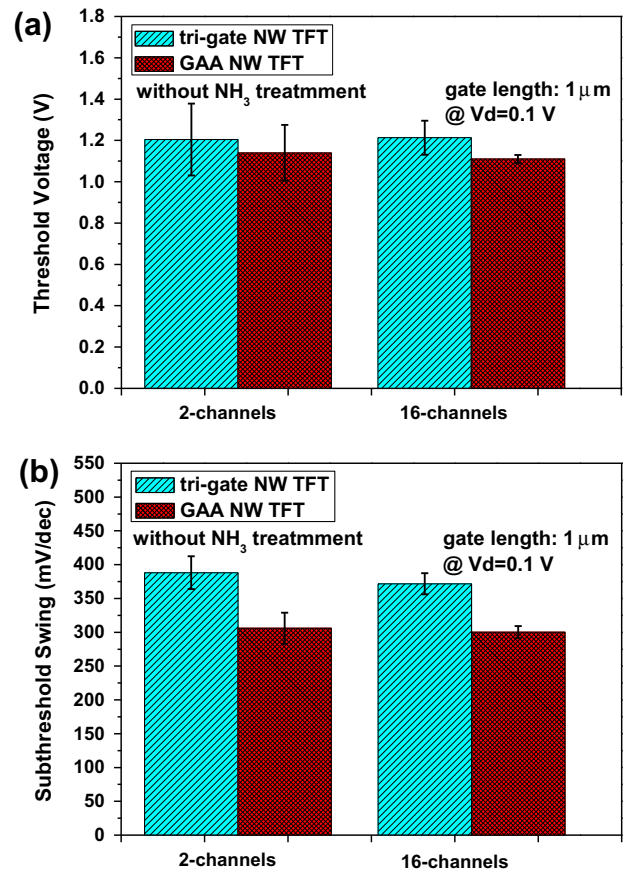 (a)
1.8
1.6
1.4
1.2
1.0
0.8
0.6
0.4
0.2
0.0
Threshold Voltage (V)
tri-gate NW TFT
GAA NW TFT
without NH3 treatmment
gate length: 1 μm
@ Vd=0.1 V
2-channels
16-channels
(b)
550
500
450
400
350
300
250
200
150
100
50
0
Subthreshold Swing (mV/dec)
tri-gate NW TFT
GAA NW TFT
without NH3 treatmment
gate length: 1 μm
@ Vd=0.1 V
2-channels
16-channels